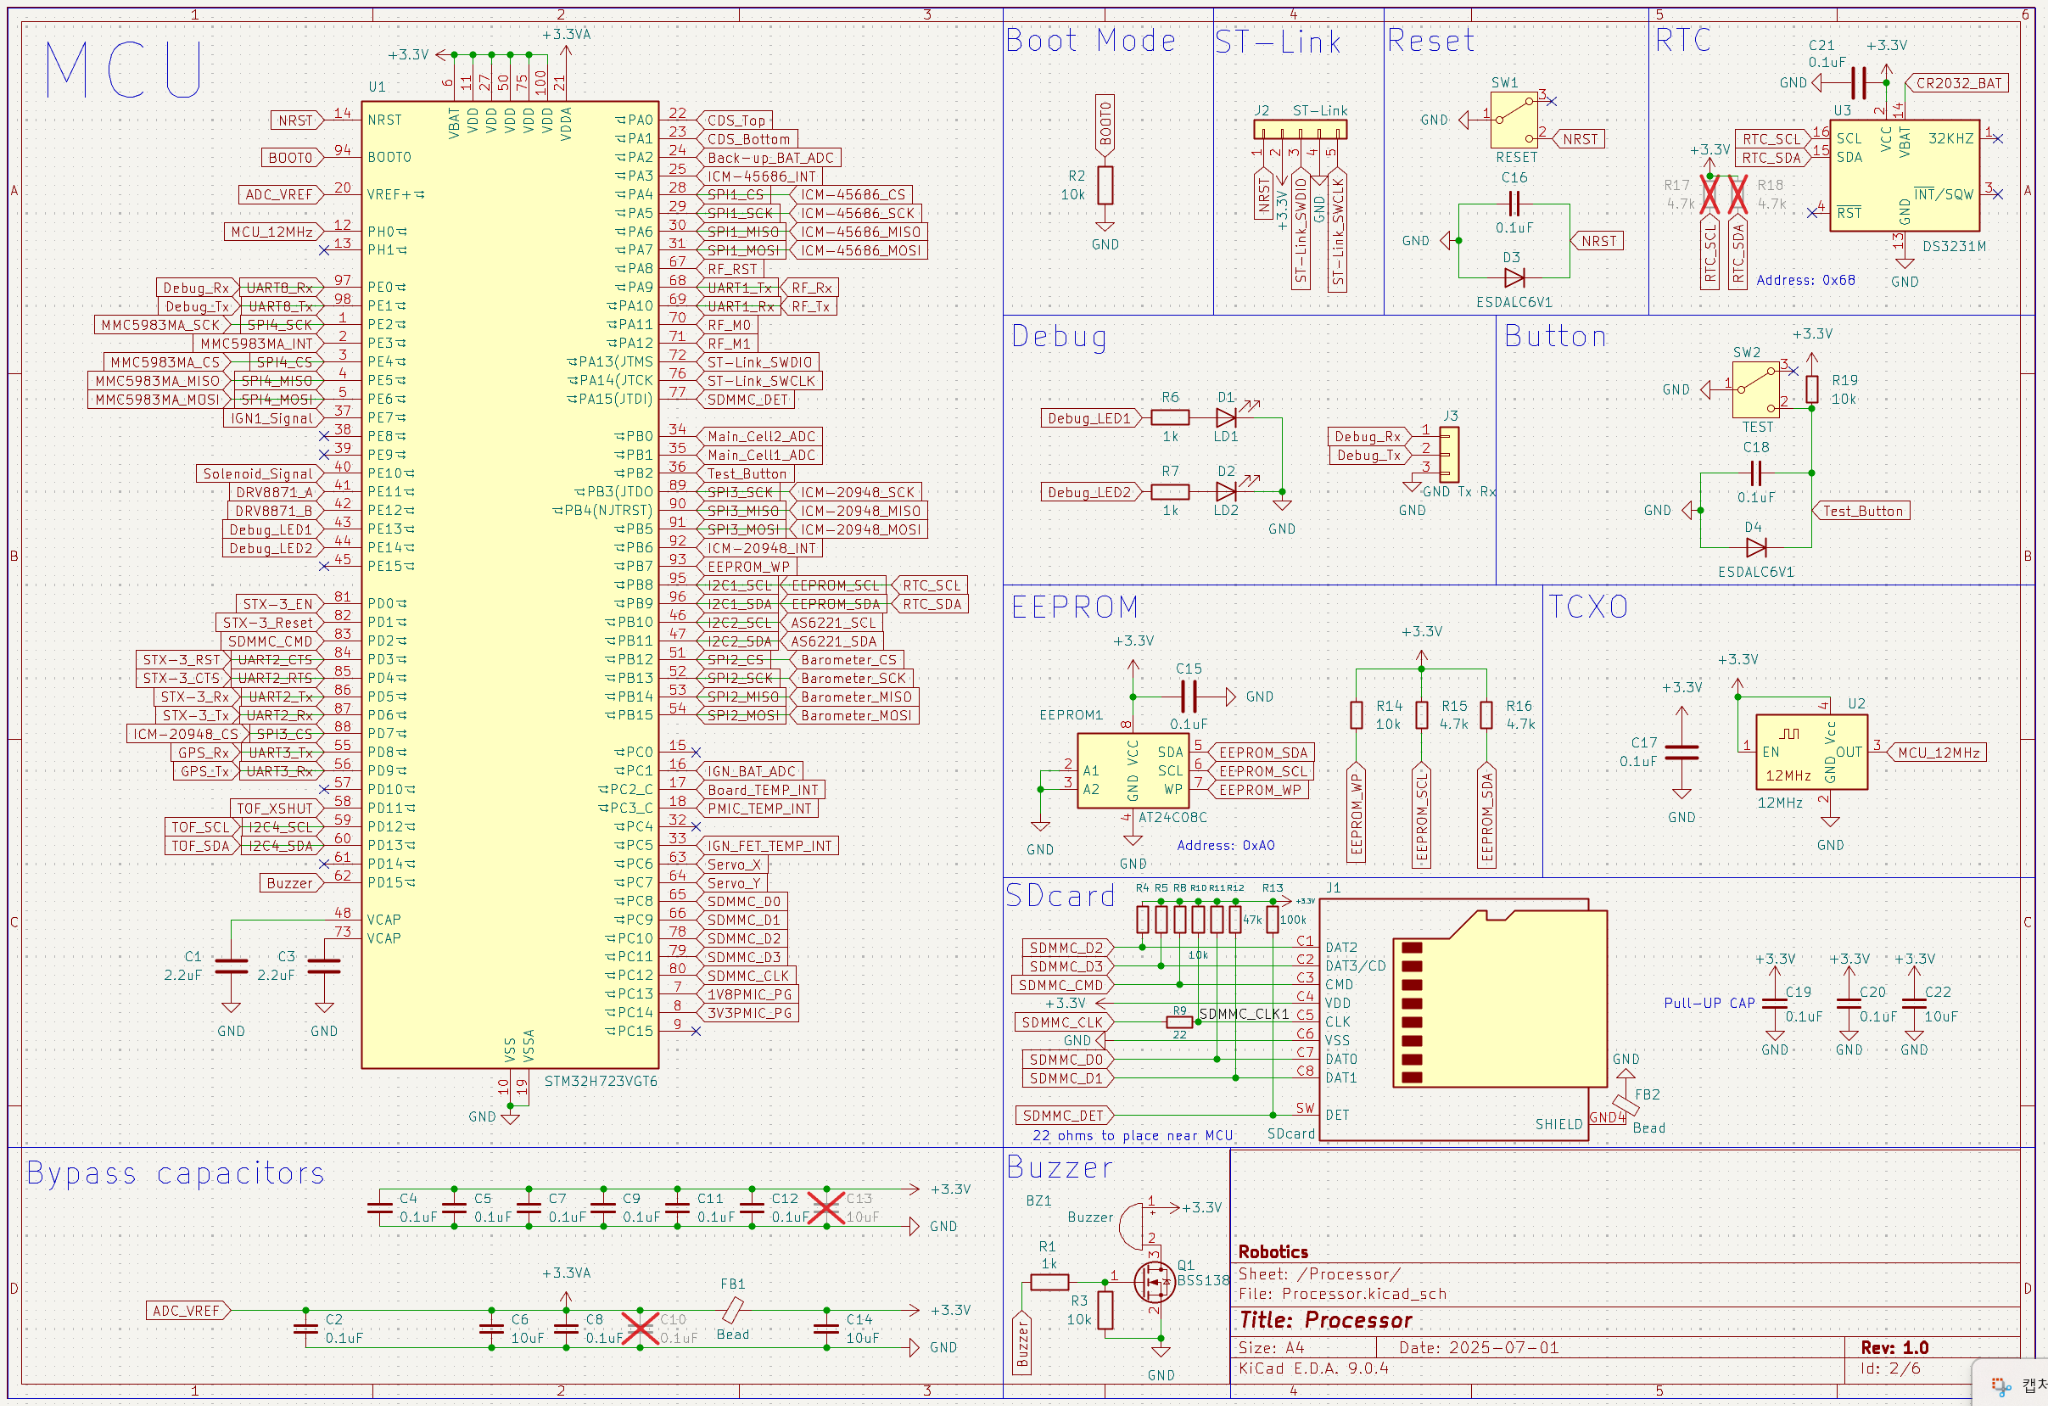 MCU
+3.3V
+3.3VA
U1
6
11
27
50
75
100
21
VBAT
VDD
VDD
VDD
VDD
VDD
VDDA
NRST 14 NRST
BOOT0 94 BOOT0
ADC_VREF 20 VREF+
MCU_12MHz 12 PH0
13 PH1
Debug_Rx UART8_Rx 97 PE0
Debug_Tx UART8_Tx 98 PE1
MMC5983MA_SCK SPI4_SCK 1 PE2
MMC5983MA_INT 2 PE3
MMC5983MA_CS SPI4_CS 3 PE4
MMC5983MA_MISO SPI4_MISO 4 PE5
MMC5983MA_MOSI SPI4_MOSI 5 PE6
IGN1_Signal 37 PE7
38 PE8
39 PE9
Solenoid_Signal 40 PE10
DRV8871_A 41 PE11
DRV8871_B 42 PE12
Debug_LED1 43 PE13
Debug_LED2 44 PE14
45 PE15
STX-3_EN 81 PD0
STX-3_Reset 82 PD1
SDMMC_CMD 83 PD2
STX-3_RST UART2_CTS 84 PD3
STX-3_CTS UART2_RTS 85 PD4
STX-3_Rx UART2_Tx 86 PD5
STX-3_Tx UART2_Rx 87 PD6
ICM-20948_CS SPI3_CS 88 PD7
GPS_Rx UART3_Tx 55 PD8
GPS_Tx UART3_Rx 56 PD9
57 PD10
TOF_XSHUT 58 PD11
TOF_SCL I2C4_SCL 59 PD12
TOF_SDA I2C4_SDA 60 PD13
61 PD14
Buzzer 62 PD15
48 VCAP
73 VCAP
C1
2.2uF
GND
C3
2.2uF
GND
PA0 22 CDS_Top
PA1 23 CDS_Bottom
PA2 24 Back-up_BAT_ADC
PA3 25 ICM-45686_INT
PA4 28 SPI1_CS ICM-45686_CS
PA5 29 SPI1_SCK ICM-45686_SCK
PA6 30 SPI1_MISO ICM-45686_MISO
PA7 31 SPI1_MOSI ICM-45686_MOSI
PA8 67 RF_RST
PA9 68 UART1_Tx RF_Rx
PA10 69 UART1_Rx RF_Tx
PA11 70 RF_M0
PA12 71 RF_M1
PA13(JTMS 72 ST-Link_SWDIO
PA14(JTCK 76 ST-Link_SWCLK
PA15(JTDI) 77 SDMMC_DET
PB0 34 Main_Cell2_ADC
PB1 35 Main_Cell1_ADC
PB2 36 Test_Button
PB3(JTDO 89 SPI3_SCK ICM-20948_SCK
PB4(NJTRST) 90 SPI3_MISO ICM-20948_MISO
PB5 91 SPI3_MOSI ICM-20948_MOSI
PB6 92 ICM-20948_INT
PB7 93 EEPROM_WP
PB8 95 I2C1_SCL EEPROM_SCL RTC_SCL
PB9 96 I2C1_SDA EEPROM_SDA RTC_SDA
PB10 46 I2C2_SCL AS6221_SCL
PB11 47 I2C2_SDA AS6221_SDA
PB12 51 SPI2_CS Barometer_CS
PB13 52 SPI2_SCK Barometer_SCK
PB14 53 SPI2_MISO Barometer_MISO
PB15 54 SPI2_MOSI Barometer_MOSI
PC0 15
PC1 16 IGN_BAT_ADC
PC2_C 17 Board_TEMP_INT
PC3_C 18 PMIC_TEMP_INT
PC4 32
PC5 33 IGN_FET_TEMP_INT
PC6 63 Servo_X
PC7 64 Servo_Y
PC8 65 SDMMC_D0
PC9 66 SDMMC_D1
PC10 78 SDMMC_D2
PC11 79 SDMMC_D3
PC12 80 SDMMC_CLK
PC13 7 1V8PMIC_PG
PC14 8 3V3PMIC_PG
PC15 9
VSS
VSSA
10
19
GND
STM32H723VGT6
Boot Mode
BOOT0
R2
10k
GND
ST-Link
J2 ST-Link
1
2
3
4
5
NRST
+3.3V
ST-Link_SWDIO
GND
ST-Link_SWCLK
Reset
SW1
3
GND 1
2 NRST
RESET
C16
0.1uF
GND NRST
D3
ESDALC6V1
RTC
C21
0.1uF
+3.3V
GND
CR2032_BAT
U3
2
14
RTC_SCL 16 SCL
RTC_SDA 15 SDA
VCC
VBAT
32KHZ 1
INT/SQW 3
4 RST
GND
13
DS3231M
GND
+3.3V
R17
4.7k
R18
4.7k
RTC_SCL
RTC_SDA
Address: 0x68
Debug
Debug_LED1 R6 1k D1 LD1
Debug_LED2 R7 1k D2 LD2
GND
J3
Debug_Rx 1
Debug_Tx 2
3
GND Tx Rx
GND
Button
+3.3V
SW2
3
GND 1
2
TEST
R19
10k
C18
0.1uF
GND
Test_Button
D4
ESDALC6V1
EEPROM
+3.3V
C15
0.1uF
GND
EEPROM1
8
VCC
2 A1
3 A2
SDA 5 EEPROM_SDA
SCL 6 EEPROM_SCL
WP 7 EEPROM_WP
GND
4
AT24C08C
GND
GND
Address: 0xA0
+3.3V
R14
10k
R15
4.7k
R16
4.7k
EEPROM_WP
EEPROM_SCL
EEPROM_SDA
TCXO
+3.3V
C17
0.1uF
GND
+3.3V
U2
4
Vcc
1 EN
OUT 3 MCU_12MHz
GND
12MHz
12MHz
2
GND
SDcard
R4 R5 R8 R10 R11 R12 R13
+3.3V
47k
100k
10k
J1
SDMMC_D2 C1 DAT2
SDMMC_D3 C2 DAT3/CD
SDMMC_CMD C3 CMD
+3.3V C4 VDD
SDMMC_CLK R9 22 SDMMC_CLK1 C5 CLK
GND C6 VSS
SDMMC_D0 C7 DAT0
SDMMC_D1 C8 DAT1
SDMMC_DET SW DET
22 ohms to place near MCU
SDcard
SHIELD
GND4
GND
FB2
Bead
Pull-UP CAP
+3.3V
C19
0.1uF
GND
+3.3V
C20
0.1uF
GND
+3.3V
C22
10uF
GND
Bypass capacitors
C4
0.1uF
C5
0.1uF
C7
0.1uF
C9
0.1uF
C11
0.1uF
C12
0.1uF
C13
10uF
+3.3V
GND
+3.3VA
ADC_VREF
C2
0.1uF
C6
10uF
C8
0.1uF
C10
0.1uF
FB1
Bead
C14
10uF
+3.3V
GND
Buzzer
BZ1
Buzzer
1
+
+3.3V
2
3
Q1
BSS138
1
2
R1
1k
R3
10k
Buzzer
GND
Robotics
Sheet: /Processor/
File: Processor.kicad_sch
Title: Processor
Size: A4
Date: 2025-07-01
Rev: 1.0
KiCad E.D.A. 9.0.4
Id: 2/6
1 2 3 4 5 6
A
B
C
D
A
B
C
D
1 2 3 4 5